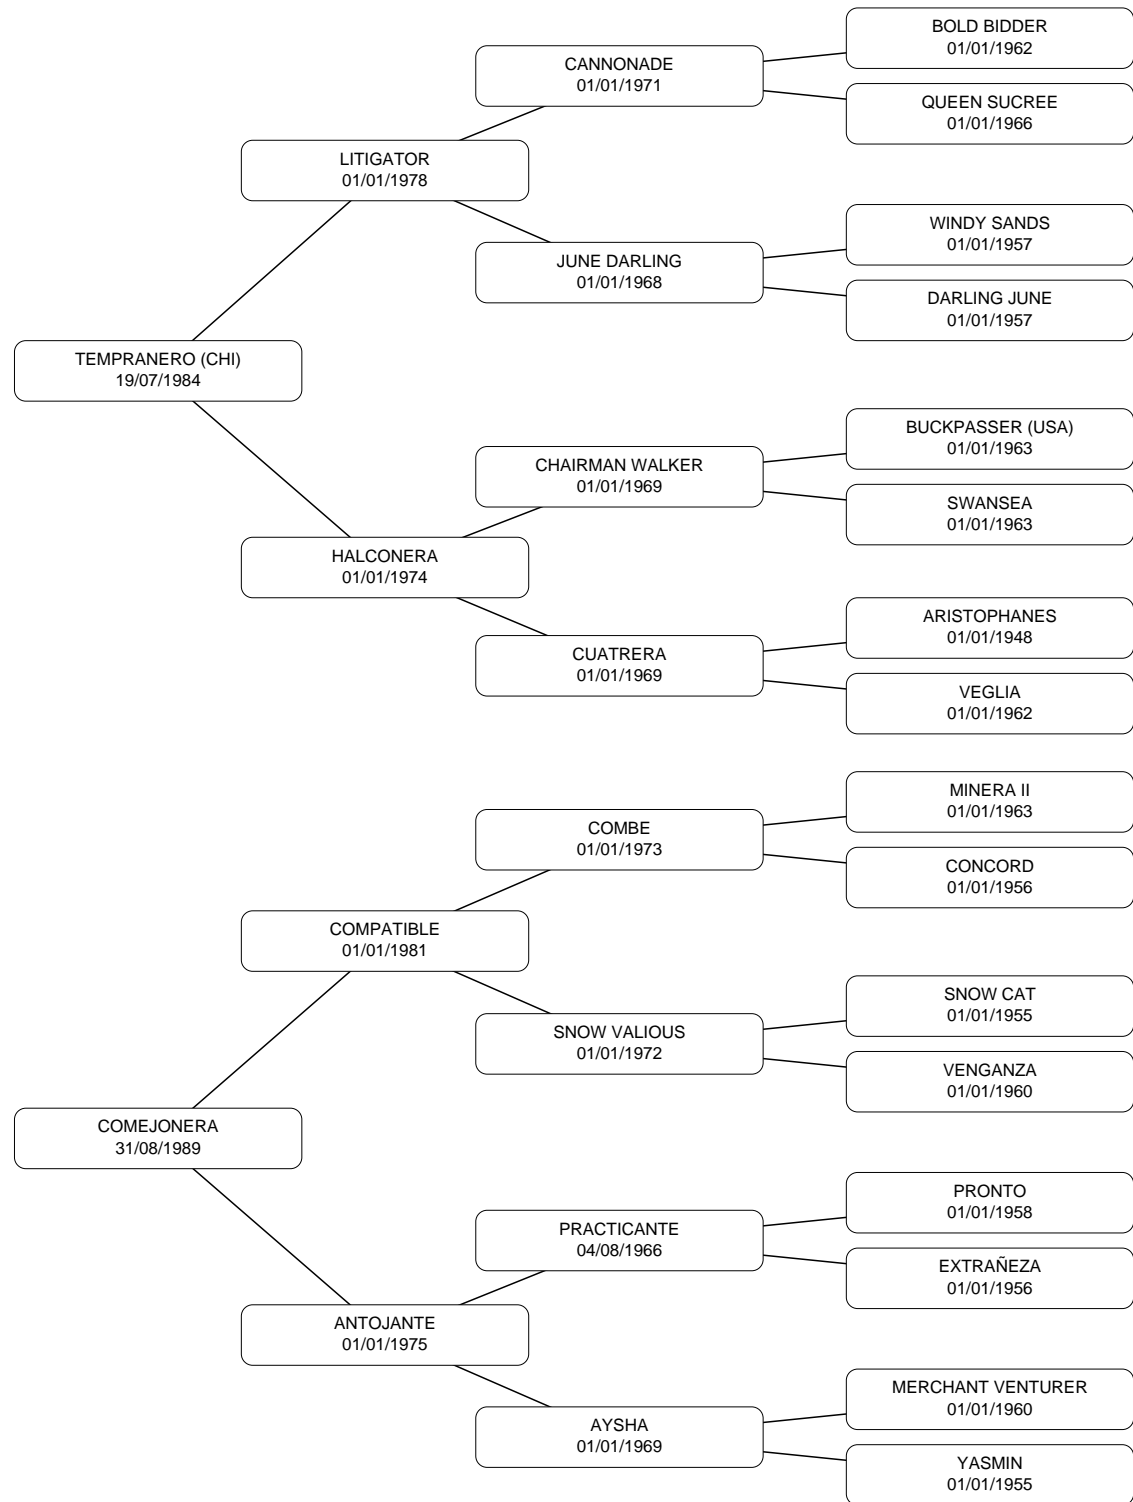 BOLD BIDDER
01/01/1962
CANNONADE
01/01/1971
QUEEN SUCREE
01/01/1966
LITIGATOR
01/01/1978
WINDY SANDS
01/01/1957
JUNE DARLING
01/01/1968
DARLING JUNE
01/01/1957
TEMPRANERO (CHI)
19/07/1984
BUCKPASSER (USA)
01/01/1963
CHAIRMAN WALKER
01/01/1969
SWANSEA
01/01/1963
HALCONERA
01/01/1974
ARISTOPHANES
01/01/1948
CUATRERA
01/01/1969
VEGLIA
01/01/1962
MINERA II
01/01/1963
COMBE
01/01/1973
CONCORD
01/01/1956
COMPATIBLE
01/01/1981
SNOW CAT
01/01/1955
SNOW VALIOUS
01/01/1972
VENGANZA
01/01/1960
COMEJONERA
31/08/1989
PRONTO
01/01/1958
PRACTICANTE
04/08/1966
EXTRAÑEZA
01/01/1956
ANTOJANTE
01/01/1975
MERCHANT VENTURER
01/01/1960
AYSHA
01/01/1969
YASMIN
01/01/1955